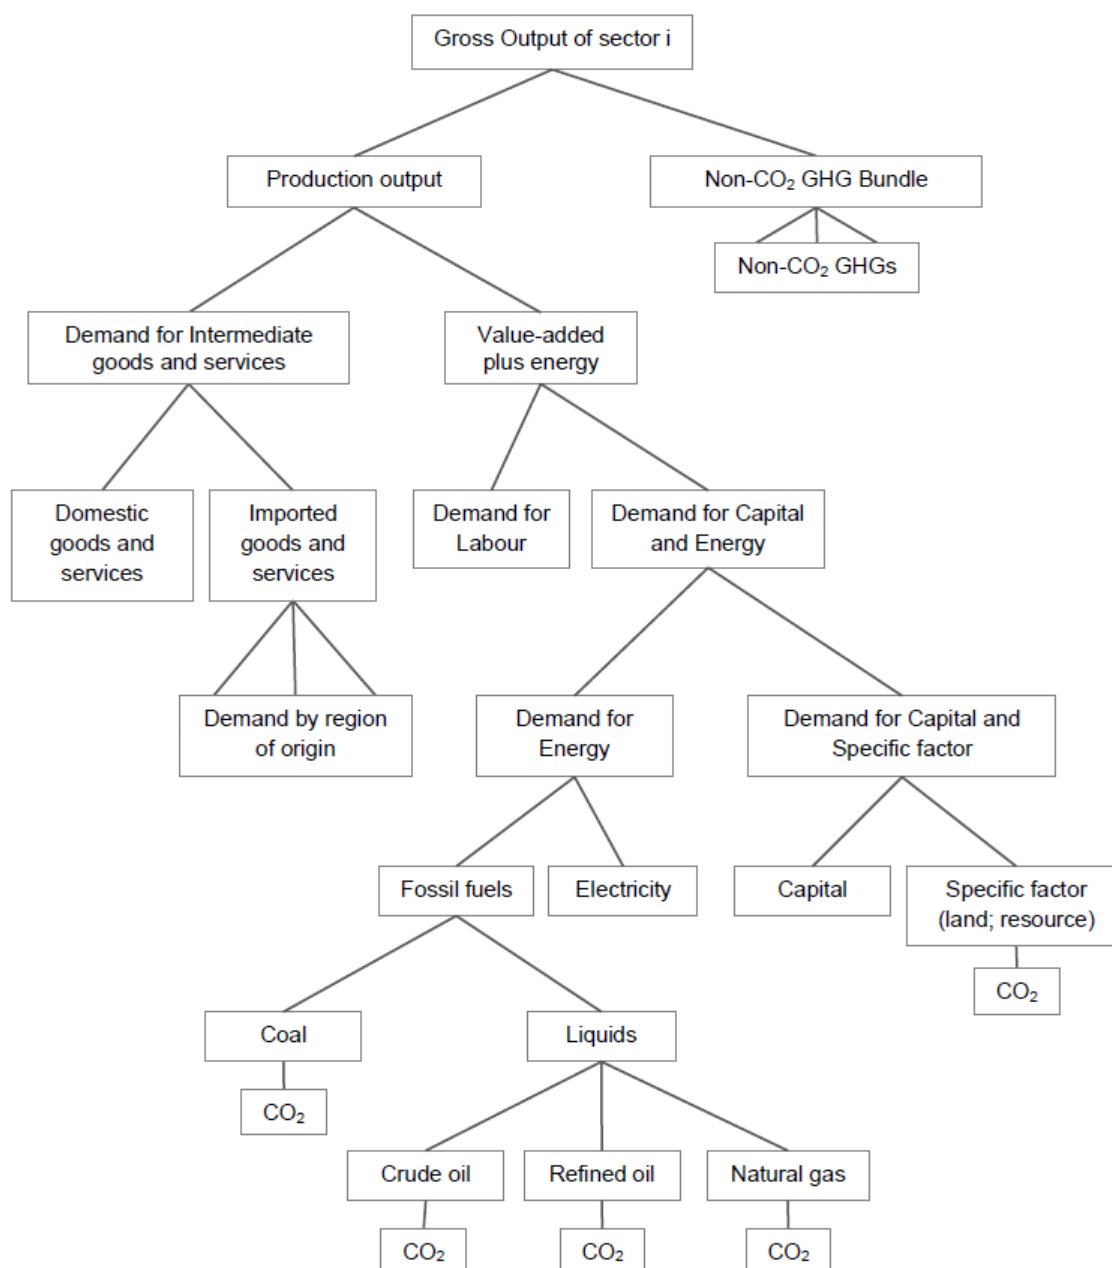 Gross Output of sector i
Production output
Non-CO₂ GHG Bundle
Non-CO₂ GHGs
Demand for Intermediate
goods and services
Value-added
plus energy
Domestic
goods and
services
Imported
goods and
services
Demand for
Labour
Demand for Capital
and Energy
Demand by region
of origin
Demand for
Energy
Demand for Capital and
Specific factor
Fossil fuels
Electricity
Capital
Specific factor
(land; resource)
CO₂
Coal
Liquids
CO₂
Crude oil
Refined oil
Natural gas
CO₂
CO₂
CO₂